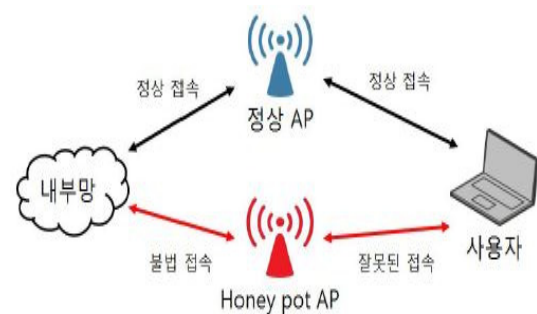 정상 접속
정상 접속
정상 AP
내부망
사용자
불법 접속
잘못된 접속
Honey pot AP